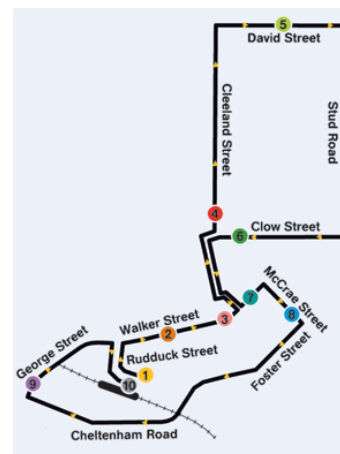 5
David Street
Cleeland Street
Stud Road
4
6
Clow Street
7
McCrae Street
8
3
Walker Street
2
George Street
Rudduck Street
1
10
9
Foster Street
Cheltenham Road